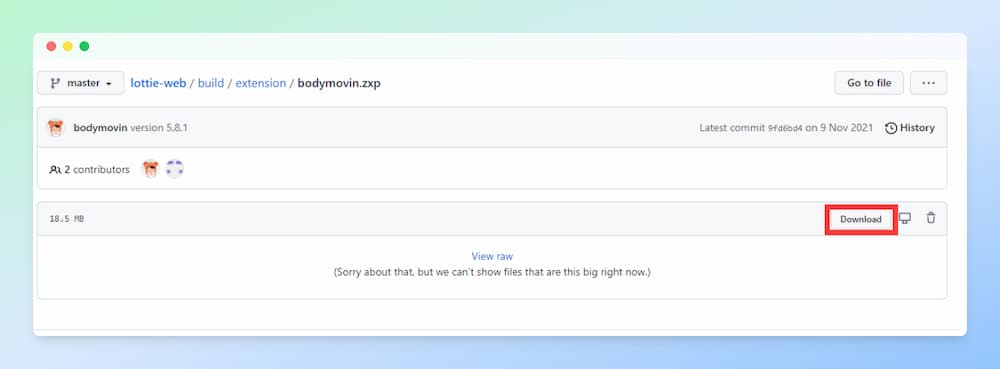 master lottie-web / build / extension / bodymovin.zxp Go to file ...
bodymovin version 5.8.1 Latest commit 9fd6bd4 on 9 Nov 2021 History
2 contributors
18.5 MB Download
View raw
(Sorry about that, but we can't show files that are this big right now.)